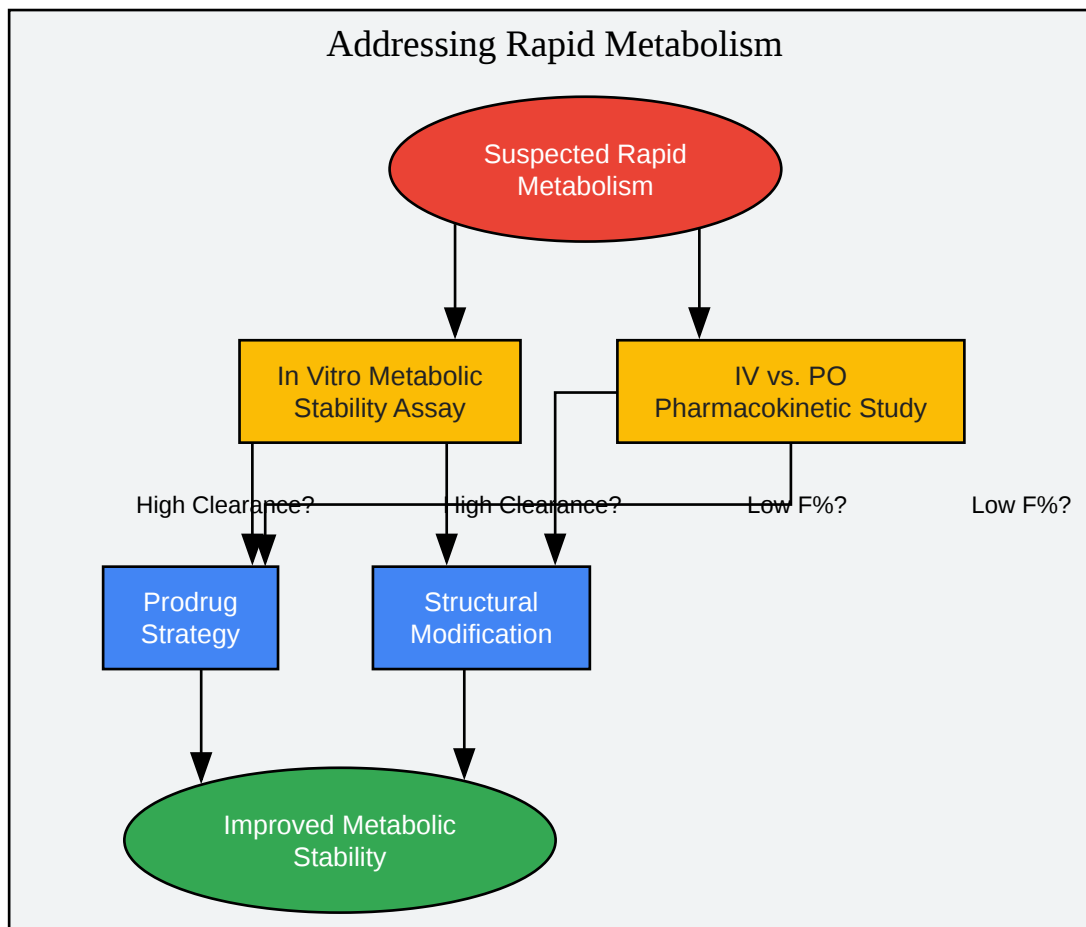 Addressing Rapid Metabolism
Suspected Rapid
Metabolism
In Vitro Metabolic
Stability Assay
IV vs. PO
Pharmacokinetic Study
High Clearance?
High Clearance?
Low F%?
Low F%?
Prodrug
Strategy
Structural
Modification
Improved Metabolic
Stability